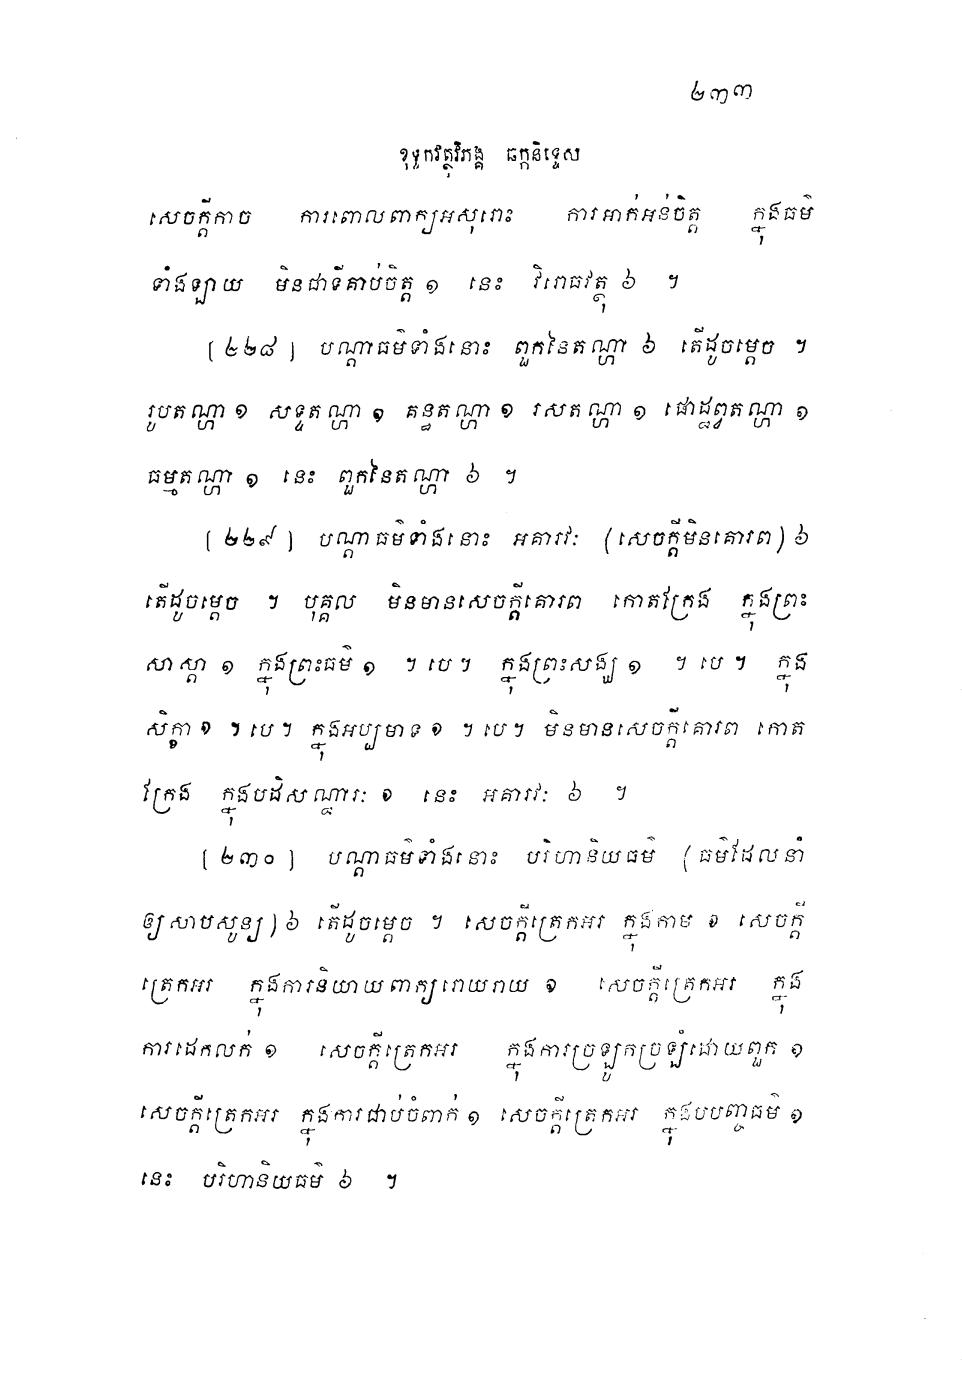 ២៣៣
ខុទ្ទកវត្ថុវិភង្គ ឆក្កនិទ្ទេស
សេចក្តីកាច ការពោលពាក្យអសុរោះ ការអាក់អន់ចិត្ត ក្នុងធម៌
ទាំងឡាយ មិនជាទីគាប់ចិត្ត ១ នេះ វិរោធវត្ថុ ៦ ។
[២២៨] បណ្តាធម៌ទាំងនោះ ពួកនៃតណ្ហា ៦ តើដូចម្តេច ។
រូបតណ្ហា ១ សទ្ទតណ្ហា ១ គន្ធតណ្ហា ១ រសតណ្ហា ១ ផោដ្ឋព្វតណ្ហា ១
ធម្មតណ្ហា ១ នេះ ពួកនៃតណ្ហា ៦ ។
[២២៩] បណ្តាធម៌ទាំងនោះ អគារវៈ (សេចក្តីមិនគោរព) ៦
តើដូចម្តេច ។ បុគ្គល មិនមានសេចក្តីគោរព កោតក្រែង ក្នុងព្រះ
សាស្តា ១ ក្នុងព្រះធម៌ ១ ។ បេ ។ ក្នុងព្រះសង្ឃ ១ ។ បេ ។ ក្នុង
សិក្ខា ១ ។ បេ ។ ក្នុងអប្បមាទ ១ ។ បេ ។ មិនមានសេចក្តីគោរព កោត
ក្រែង ក្នុងបដិសណ្ឋារៈ ១ នេះ អគារវៈ ៦ ។
[២៣០] បណ្តាធម៌ទាំងនោះ បរិហានិយធម៌ (ធម៌ដែលនាំ
ឲ្យសាបសូន្យ) ៦ តើដូចម្តេច ។ សេចក្តីត្រេកអរ ក្នុងកាម ១ សេចក្តី
ត្រេកអរ ក្នុងការនិយាយពាក្យរោយរាយ ១ សេចក្តីត្រេកអរ ក្នុង
ការដេកលក់ ១ សេចក្តីត្រេកអរ ក្នុងការច្រឡូកច្រឡំដោយពួក ១
សេចក្តីត្រេកអរ ក្នុងការជាប់ចំពាក់ ១ សេចក្តីត្រេកអរ ក្នុងបបញ្ចធម៌ ១
នេះ បរិហានិយធម៌ ៦ ។